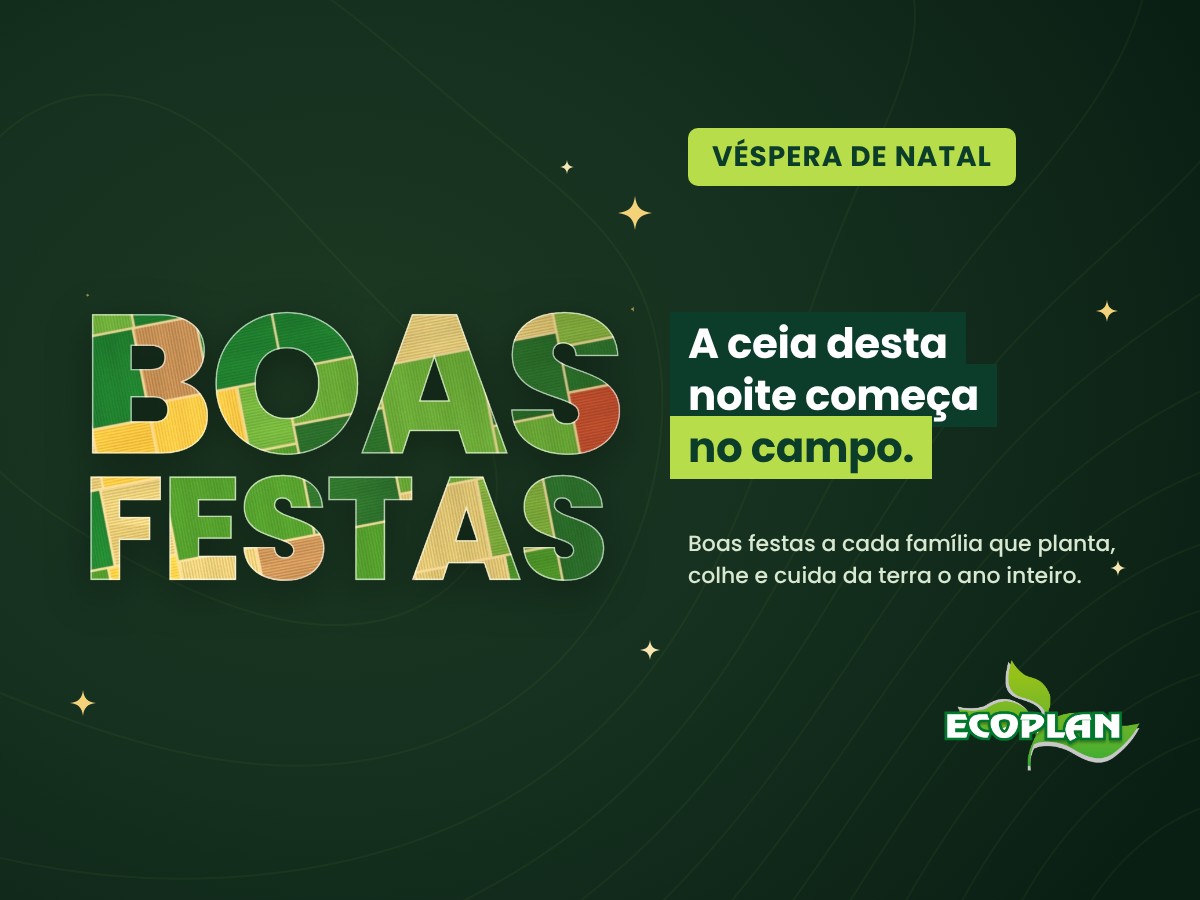 VÉSPERA DE NATAL
BOAS
FESTAS
A ceia desta
noite começa
no campo.
Boas festas a cada família que planta,
colhe e cuida da terra o ano inteiro.
ECOPLAN